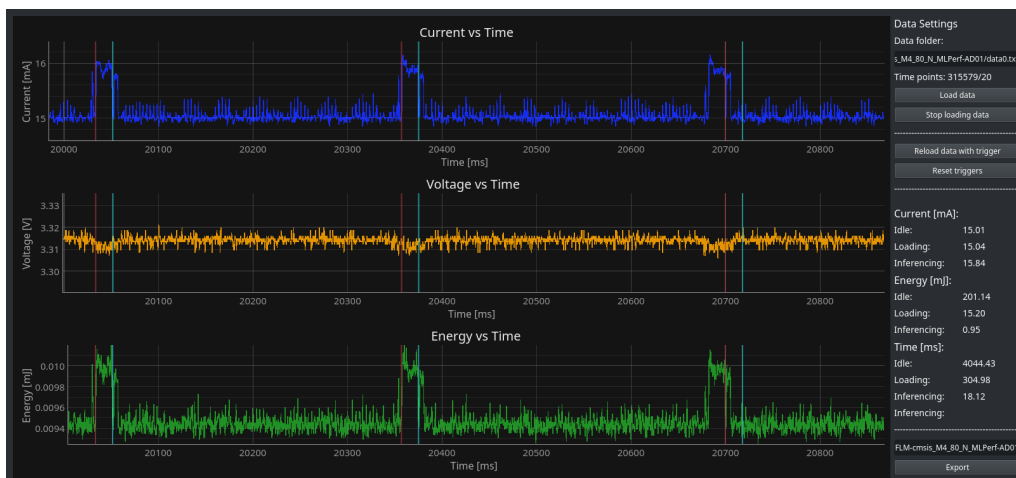 Current vs Time
Current [mA]
16
15
20000 20100 20200 20300 20400 20500 20600 20700 20800
Time [ms]
Voltage vs Time
Voltage [V]
3.33
3.32
3.31
3.30
20100 20200 20300 20400 20500 20600 20700 20800
Time [ms]
Energy vs Time
Energy [mJ]
0.010
0.0098
0.0096
0.0094
20100 20200 20300 20400 20500 20600 20700 20800
Time [ms]
Data Settings
Data folder:
s_M4_80_N_MLPerf-AD01/data0.txt
Time points: 315579/20
Load data
Stop loading data
Reload data with trigger
Reset triggers
Current [mA]:
Idle: 15.01
Loading: 15.04
Inferencing: 15.84
Energy [mJ]:
Idle: 201.14
Loading: 15.20
Inferencing: 0.95
Time [ms]:
Idle: 4044.43
Loading: 304.98
Inferencing: 18.12
Inferencing:
FLM-cmsis_M4_80_N_MLPerf-AD01
Export